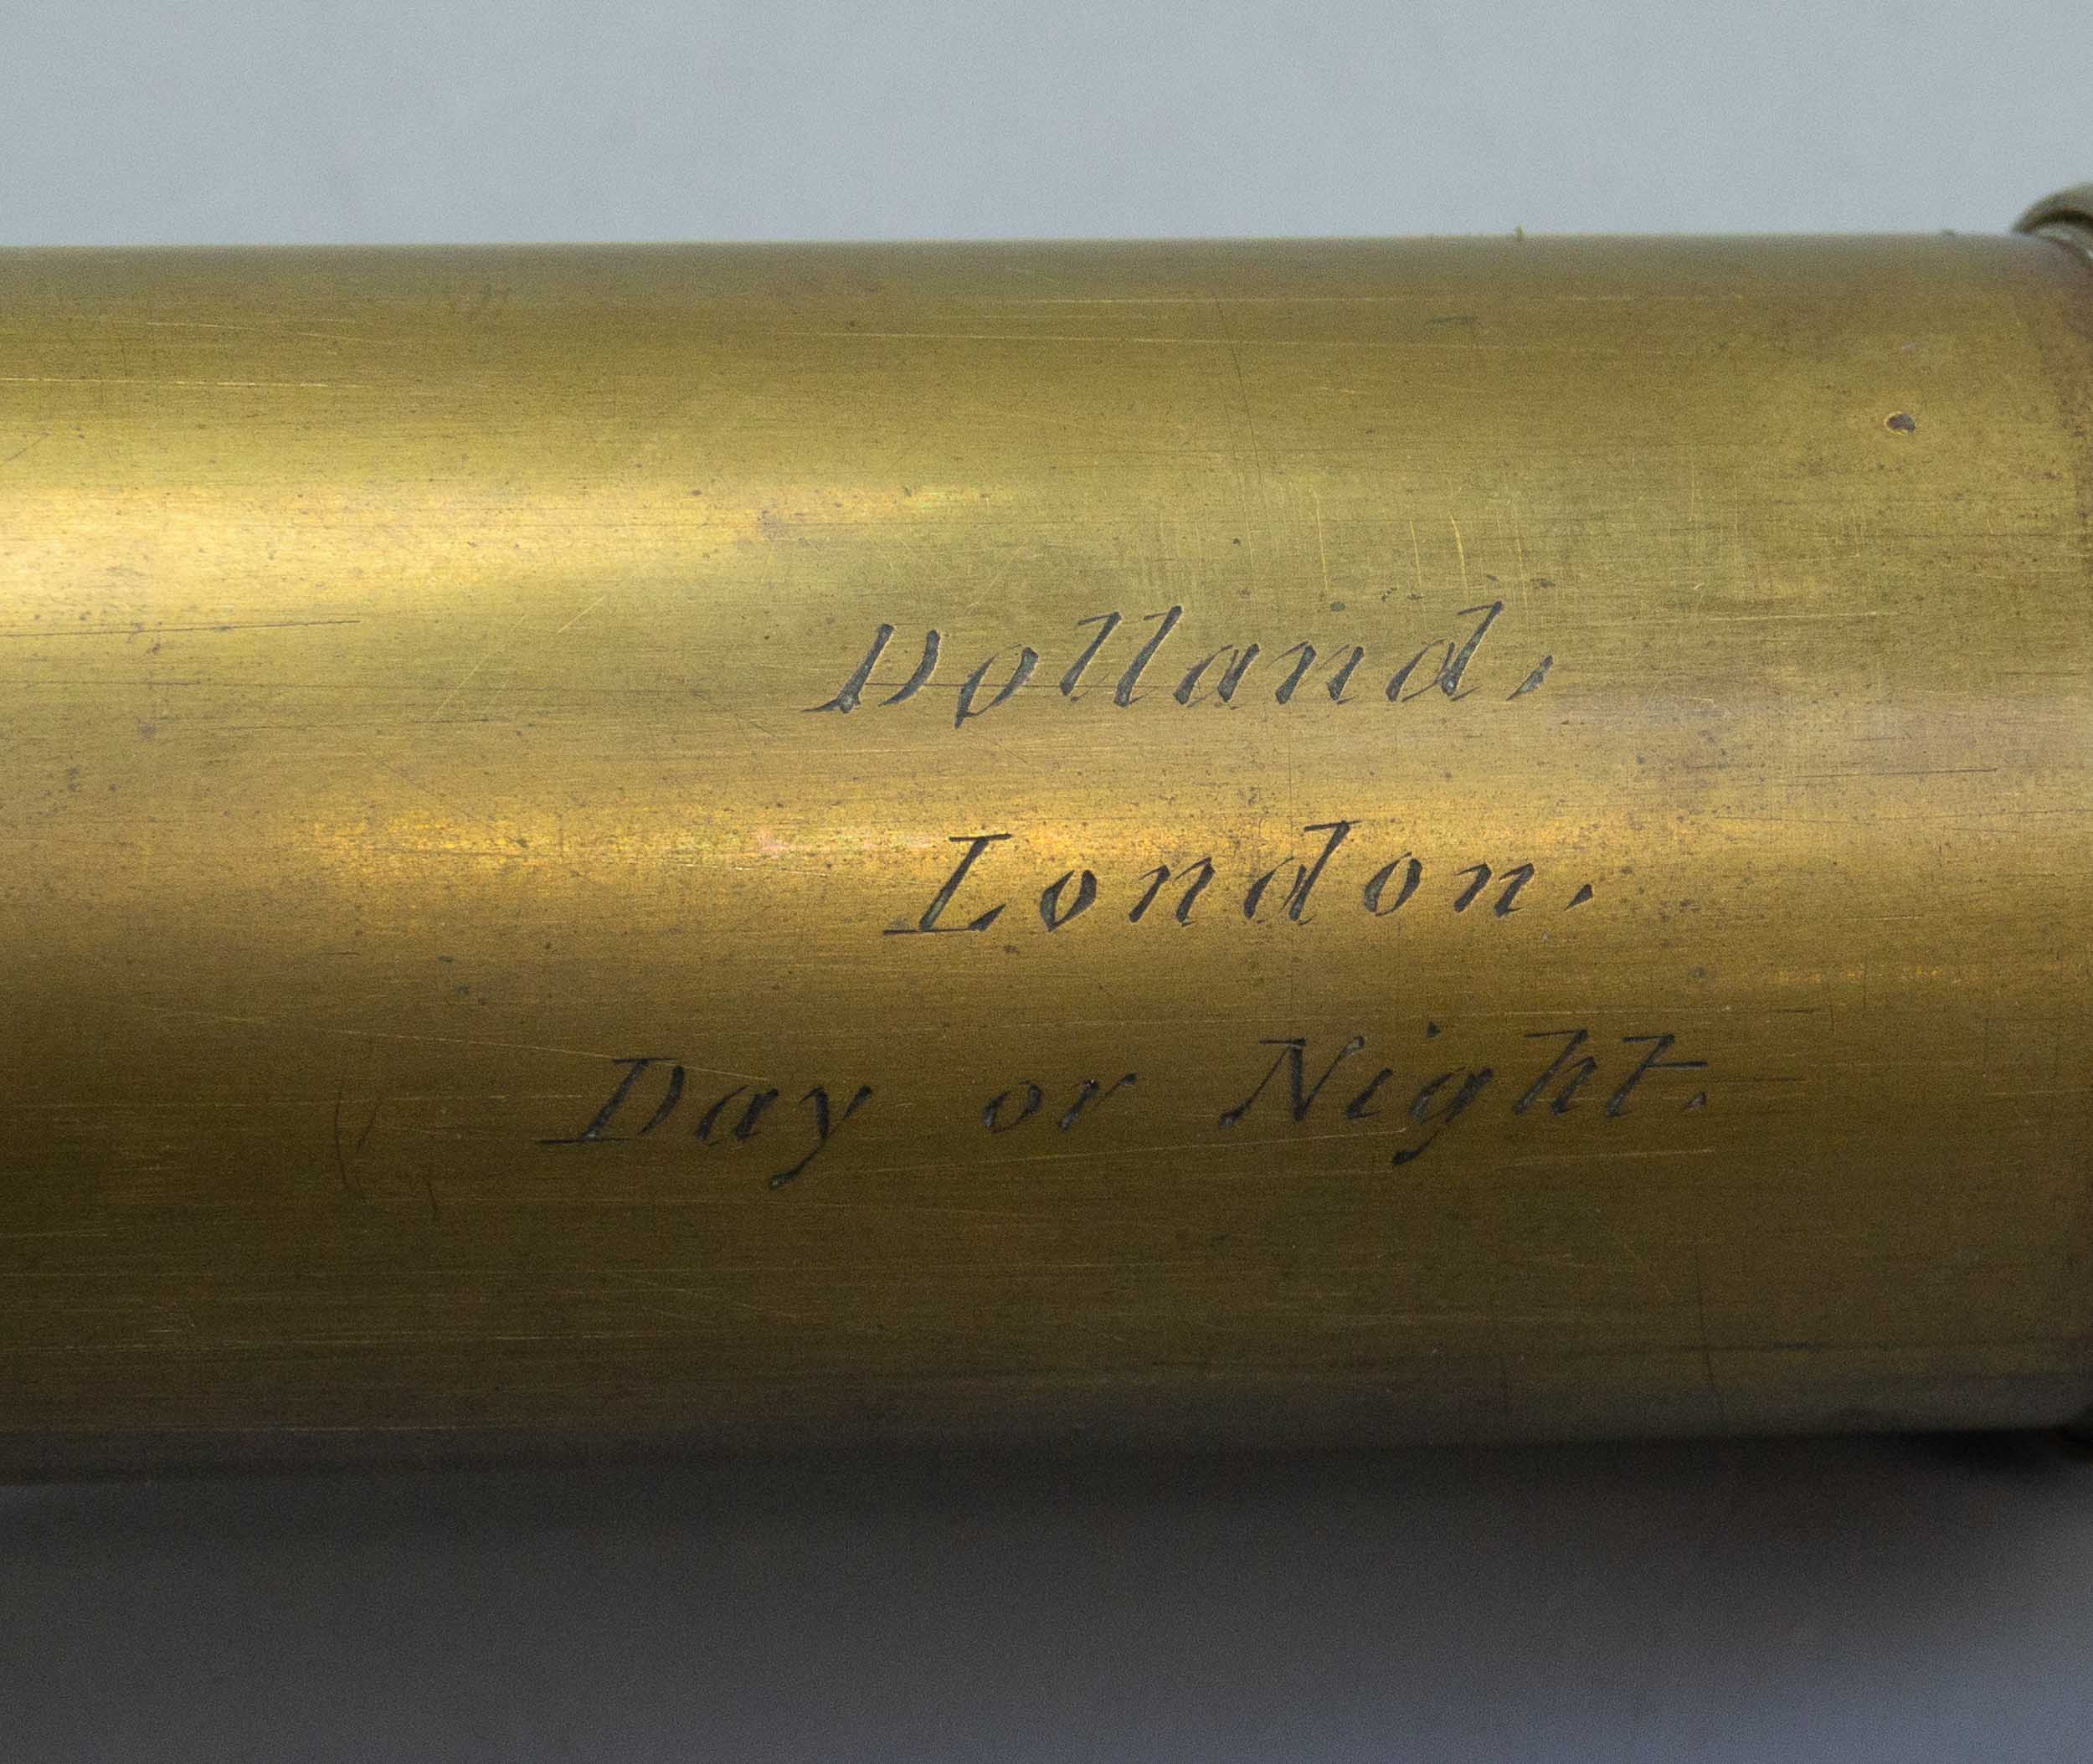 Dolland,
London.
Day or Night.